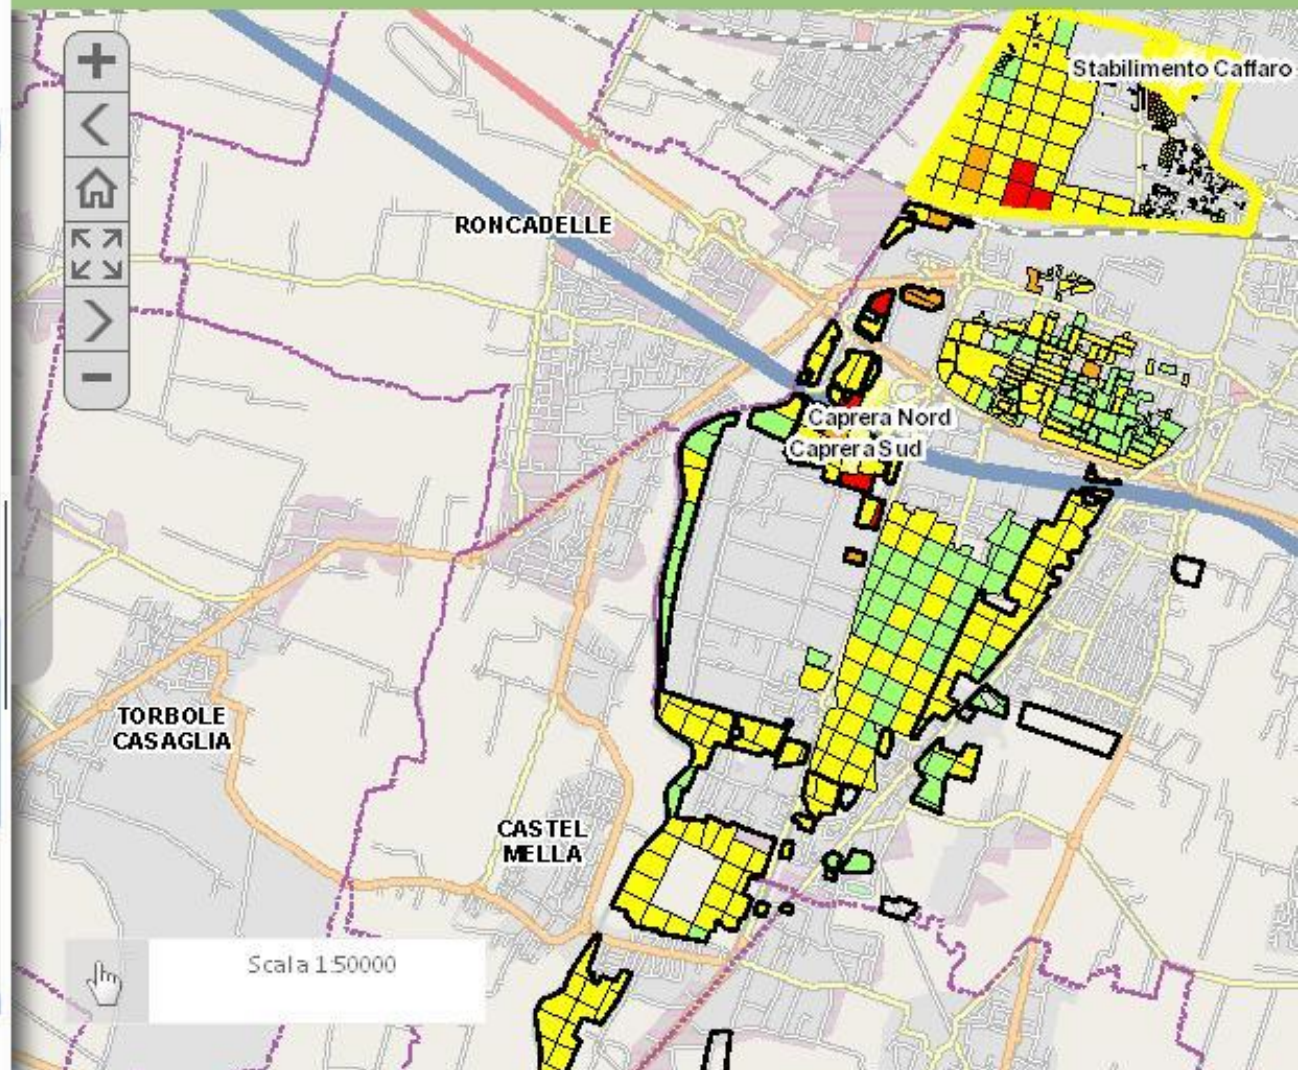 Stabilimento Caffaro
RONCADELLE
Caprera Nord
Caprera Sud
TORBOLE
CASAGLIA
CASTEL
MELLA
Scala 1:50000